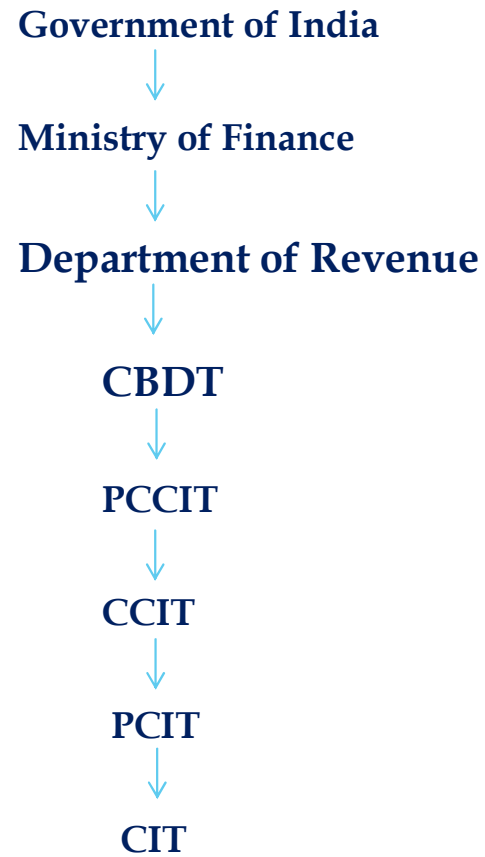 Government of India
Ministry of Finance
Department of Revenue
CBDT
PCCIT
CCIT
PCIT
CIT